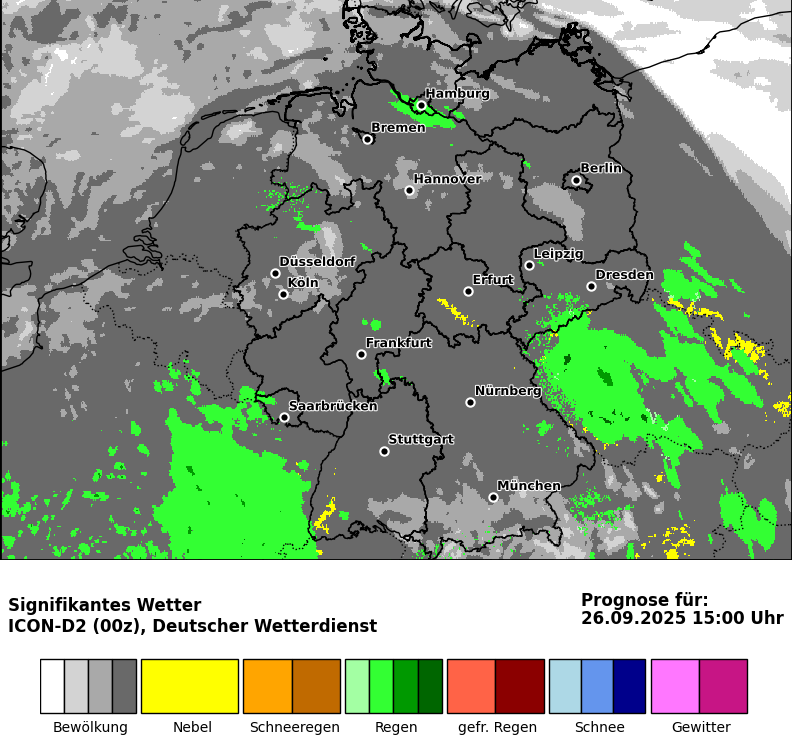 Hamburg
Bremen
Berlin
Hannover
Leipzig
Düsseldorf
Dresden
Erfurt
Köln
Frankfurt
Nürnberg
Saarbrücken
Stuttgart
München
Signifikantes Wetter
ICON-D2 (00z), Deutscher Wetterdienst
Prognose für:
26.09.2025 15:00 Uhr
Bewölkung Nebel Schneeregen Regen gefr. Regen Schnee Gewitter